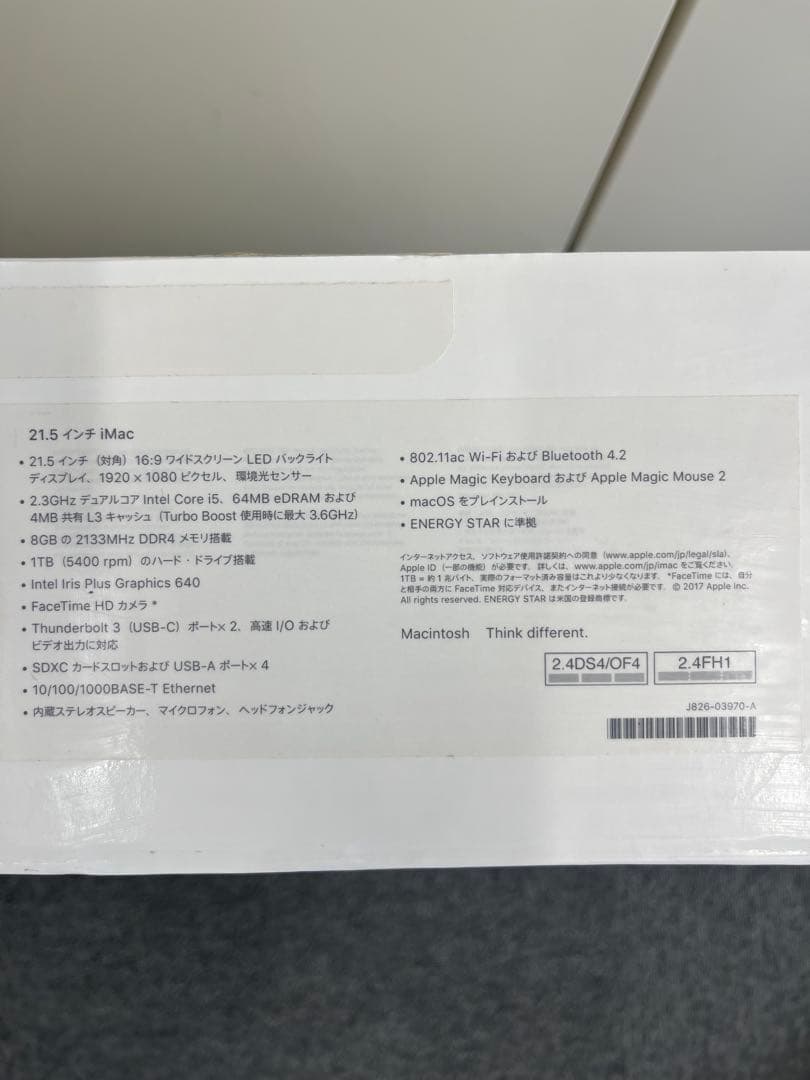 21.5 インチ iMac
• 21.5 インチ（対角）16:9 ワイドスクリーン LED バックライト
ディスプレイ、1920 x 1080 ピクセル、環境光センサー
• 2.3GHz デュアルコア Intel Core i5、64MB eDRAM および
4MB 共有 L3 キャッシュ（Turbo Boost 使用時に最大 3.6GHz）
• 8GB の 2133MHz DDR4 メモリ搭載
• 1TB（5400 rpm）のハード・ドライブ搭載
• Intel Iris Plus Graphics 640
• FaceTime HD カメラ *
• Thunderbolt 3（USB-C）ポート× 2、高速 I/O および
ビデオ出力に対応
• SDXC カードスロットおよび USB-A ポート× 4
• 10/100/1000BASE-T Ethernet
• 内蔵ステレオスピーカー、マイクロフォン、ヘッドフォンジャック
• 802.11ac Wi-Fi および Bluetooth 4.2
• Apple Magic Keyboard および Apple Magic Mouse 2
• macOS をプレインストール
• ENERGY STAR に準拠
インターネットアクセス、ソフトウェア使用許諾契約への同意（www.apple.com/jp/legal/sla）、
Apple ID（一部の機能）が必要です。詳しくは、www.apple.com/jp/imac をご覧ください。
1TB = 約 1 兆バイト、実際のフォーマット済み容量はこれより少なくなります。 *FaceTime には、自分
と相手の両方に FaceTime 対応デバイス、またインターネット接続が必要です。 © 2017 Apple Inc.
All rights reserved. ENERGY STAR は米国の登録商標です。
Macintosh Think different.
2.4DS4/OF4 2.4FH1
J826-03970-A